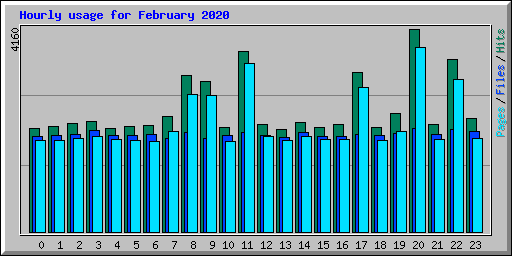 Hourly usage for February 2020
4160
Pages / Files / Hits
0 1 2 3 4 5 6 7 8 9 10 11 12 13 14 15 16 17 18 19 20 21 22 23